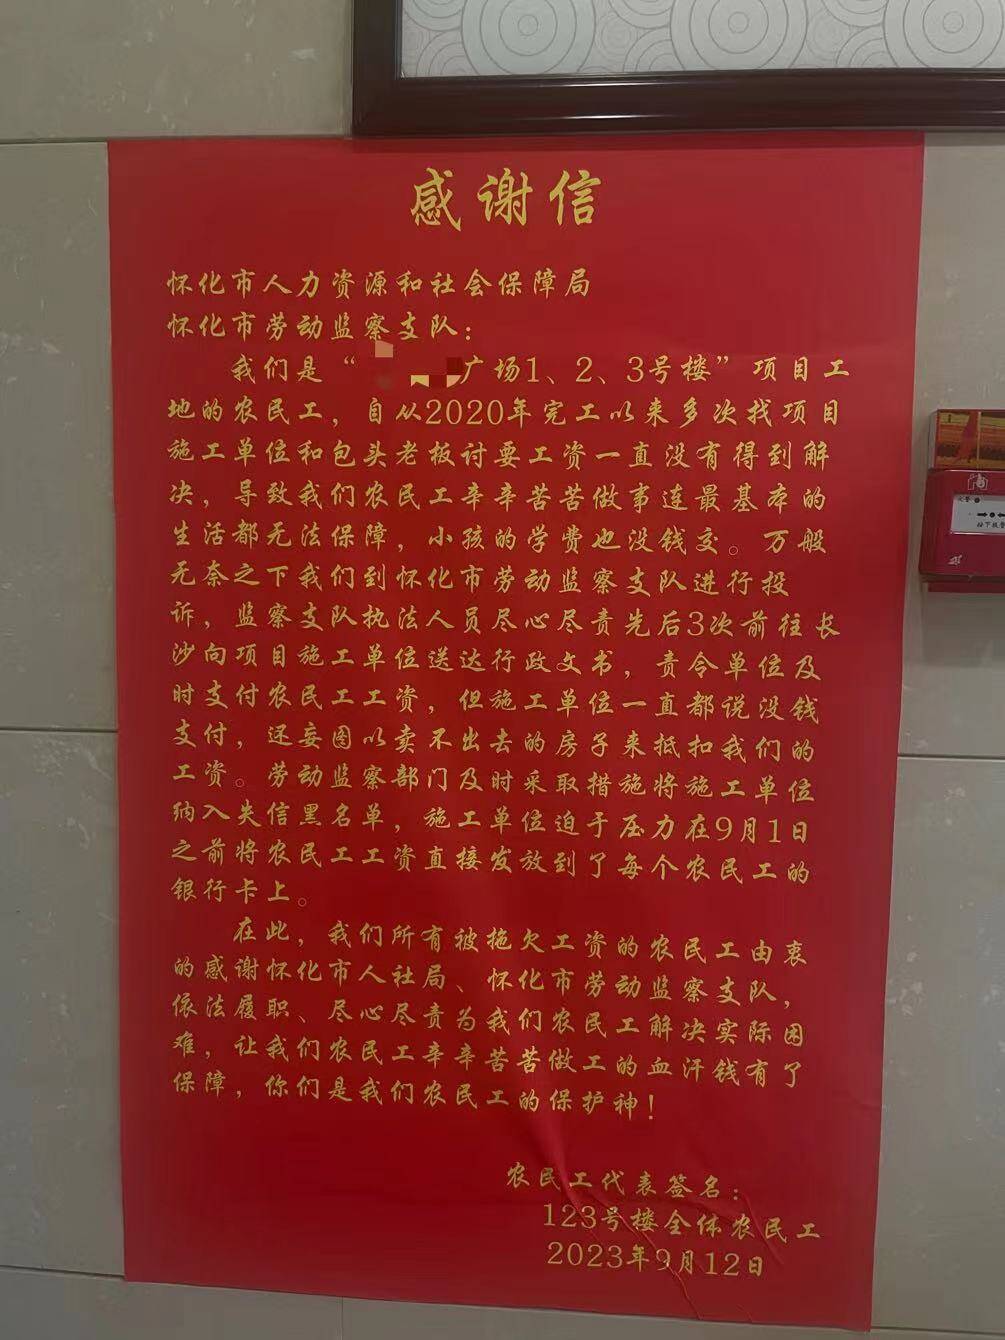 感谢信
怀化市人力资源和社会保障局
怀化市劳动监察支队：
我们是“广场1、2、3号楼”项目工
地的农民工，自从2020年完工以来多次找项目
施工单位和包头老板讨要工资一直没有得到解
决，导致我们农民工辛辛苦苦做事连最基本的
生活都无法保障，小孩的学费也没钱交。万般
无奈之下我们到怀化市劳动监察支队进行投
诉，监察支队执法人员尽心尽责先后3次前往长
沙向项目施工单位送达行政文书，责令单位及
时支付农民工工资，但施工单位一直都说没钱
支付，还妄图以卖不出去的房子来抵扣我们的
工资。劳动监察部门及时采取措施将施工单位
纳入失信黑名单，施工单位迫于压力在9月1日
之前将农民工工资直接发放到了每个农民工的
银行卡上。
在此，我们所有被拖欠工资的农民工由衷
的感谢怀化市人社局、怀化市劳动监察支队，
依法履职、尽心尽责为我们农民工解决实际困
难，让我们农民工辛辛苦苦做工的血汗钱有了
保障，你们是我们农民工的保护神！
农民工代表签名：
123号楼全体农民工
2023年9月12日